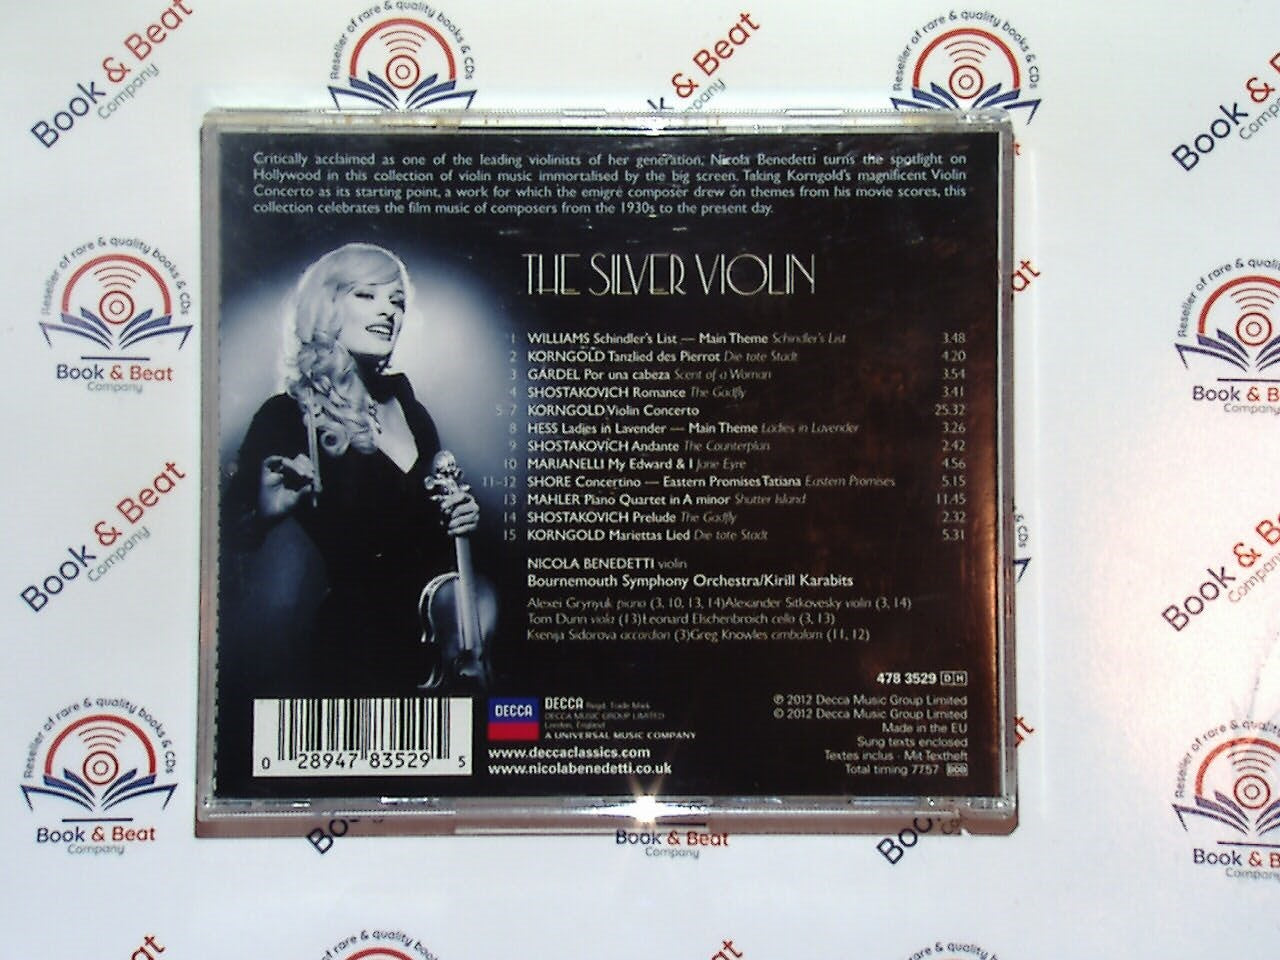 Critically acclaimed as one of the leading violinists of her generation, Nicola Benedetti turns the spotlight on
Hollywood in this collection of violin music immortalised by the big screen. Taking Korngold's magnificent Violin
Concerto as its starting point, a work for which the emigré composer drew on themes from his movie scores, this
collection celebrates the film music of composers from the 1930s to the present day.
THE SILVER VIOLIN
1 WILLIAMS Schindler's List — Main Theme Schindler's List 3.48
2 KORNGOLD Tanzlied des Pierrot Die tote Stadt 4.20
3 GARDEL Por una cabeza Scent of a Woman 3.54
4 SHOSTAKOVICH Romance The Gadfly 3.41
5-7 KORNGOLD Violin Concerto 25.32
8 HESS Ladies in Lavender — Main Theme Ladies in Lavender 3.26
9 SHOSTAKOVICH Andante The Counterplan 2.42
10 MARIANELLI My Edward & I Jane Eyre 4.56
11-12 SHORE Concertino — Eastern Promises Tatiana Eastern Promises 5.15
13 MAHLER Piano Quartet in A minor Shutter Island 11.45
14 SHOSTAKOVICH Prelude The Gadfly 2.32
15 KORNGOLD Mariettas Lied Die tote Stadt 5.31
NICOLA BENEDETTI violin
Bournemouth Symphony Orchestra/Kirill Karabits
Alexei Grynyuk piano (3, 10, 13, 14) Alexander Sitkovesky violin (3, 14)
Tom Dunn viola (13) Leonard Elschenbroich cello (3, 13)
Ksenija Sidorova accordion (3) Greg Knowles cimbalom (11, 12)
478 3529 DH
℗ 2012 Decca Music Group Limited
© 2012 Decca Music Group Limited
Made in the EU
Sung texts enclosed
Textes inclus · Mit Textheft
Total timing 77.57
DECCA
DECCA Regd. Trade Mark
DECCA MUSIC GROUP LIMITED
London, England
A UNIVERSAL MUSIC COMPANY
www.deccaclassics.com
www.nicolabenedetti.co.uk
0 28947 83529 5
Reseller of rare & quality books & CDs
Book & Beat
Company